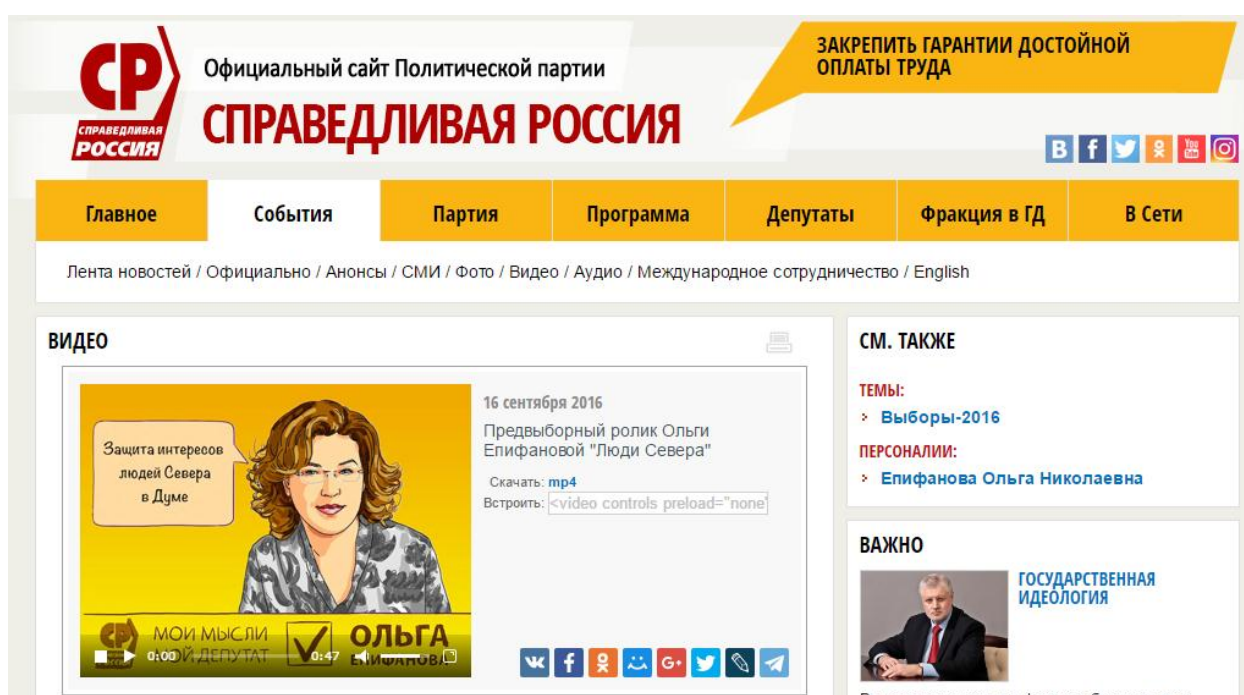 СР
СПРАВЕДЛИВАЯ
РОССИЯ
Официальный сайт Политической партии
СПРАВЕДЛИВАЯ РОССИЯ
ЗАКРЕПИТЬ ГАРАНТИИ ДОСТОЙНОЙ
ОПЛАТЫ ТРУДА
Главное
События
Партия
Программа
Депутаты
Фракция в ГД
В Сети
Лента новостей / Официально / Анонсы / СМИ / Фото / Видео / Аудио / Международное сотрудничество / English
ВИДЕО
Защита интересов
людей Севера
в Думе
МОИ МЫСЛИ
МОЙ ДЕПУТАТ
ОЛЬГА
ЕПИФАНОВА
0:00
0:47
16 сентября 2016
Предвыборный ролик Ольги
Епифановой "Люди Севера"
Скачать: mp4
Встроить: <video controls preload="none"
СМ. ТАКЖЕ
ТЕМЫ:
Выборы-2016
ПЕРСОНАЛИИ:
Епифанова Ольга Николаевна
ВАЖНО
ГОСУДАРСТВЕННАЯ
ИДЕОЛОГИЯ